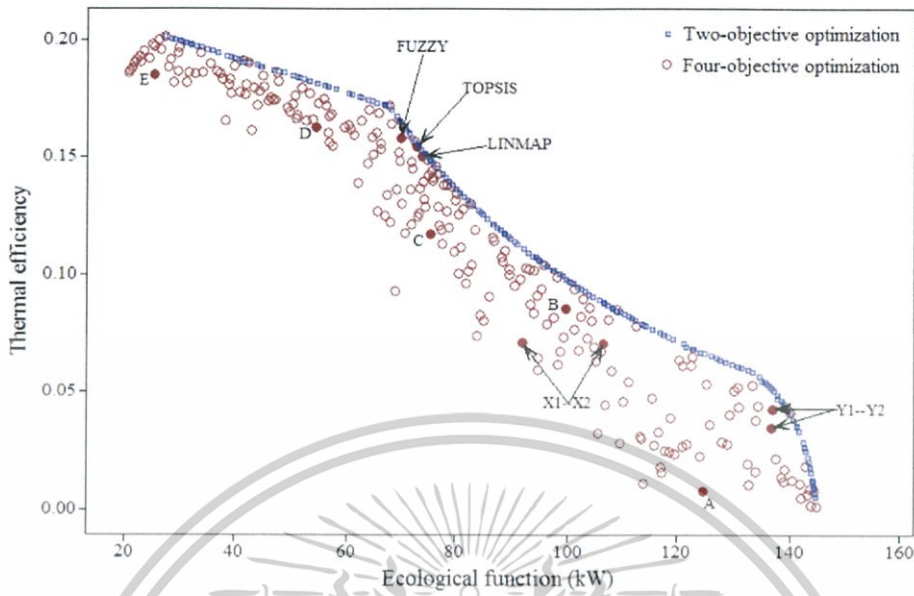 Two-objective optimization
Four-objective optimization
FUZZY
TOPSIS
LINMAP
E
D
C
B
X1--X2
Y1--Y2
A
0.20
0.15
0.10
0.05
0.00
Thermal efficiency
20 40 60 80 100 120 140 160
Ecological function (kW)